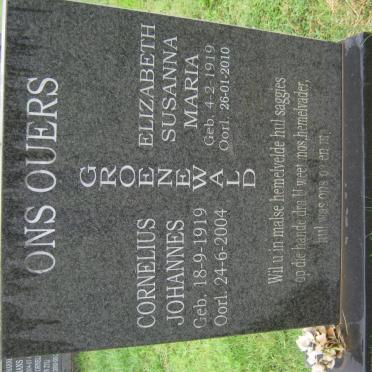 ONS OUERS
GROENEWALD
CORNELIUS
JOHANNES
Geb. 18-9-1919
Oorl. 24-6-2004
ELIZABETH
SUSANNA
MARIA
Geb. 4-2-1919
Oorl. 26-01-2010
Wil u in malse hemelvelde hul saggies
op die hande dra U weet mos, hemelvader,
hul was ons